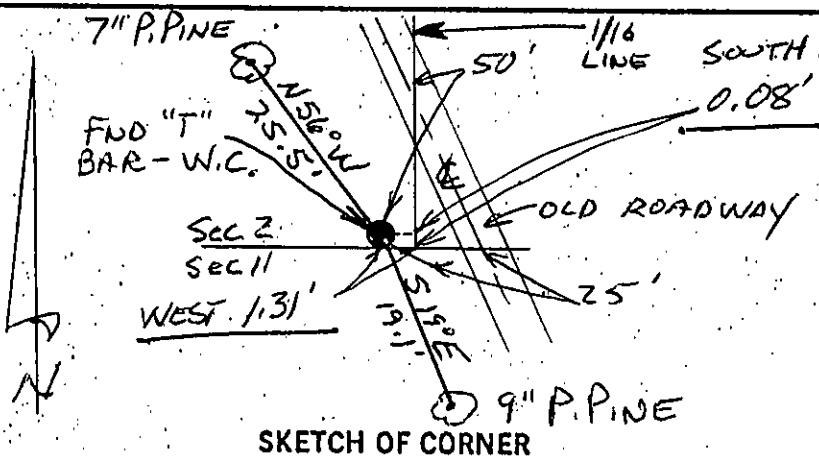 7" P. PINE
1/16
LINE
SOUTH
0.08'
50'
N56°W
25.5'
FND "T"
BAR - W.C.
℄
OLD ROADWAY
Sec 2
Sec 11
WEST 1.31'
25'
S 19° E
19.1'
N
9" P. PINE
SKETCH OF CORNER